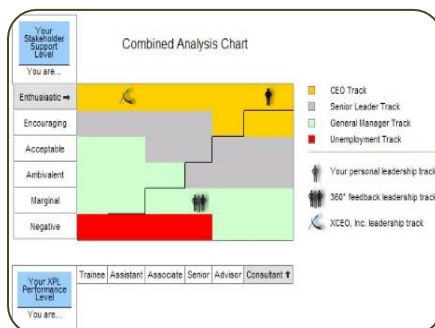 Your
Stakeholder
Support
Level
You are...
Combined Analysis Chart
Enthusiastic ➡
Encouraging
Acceptable
Ambivalent
Marginal
Negative
CEO Track
Senior Leader Track
General Manager Track
Unemployment Track
Your personal leadership track
360° feedback leadership track
XCEO, Inc. leadership track
Your XPL
Performance
Level
You are...
Trainee Assistant Associate Senior Advisor Consultant ⬆